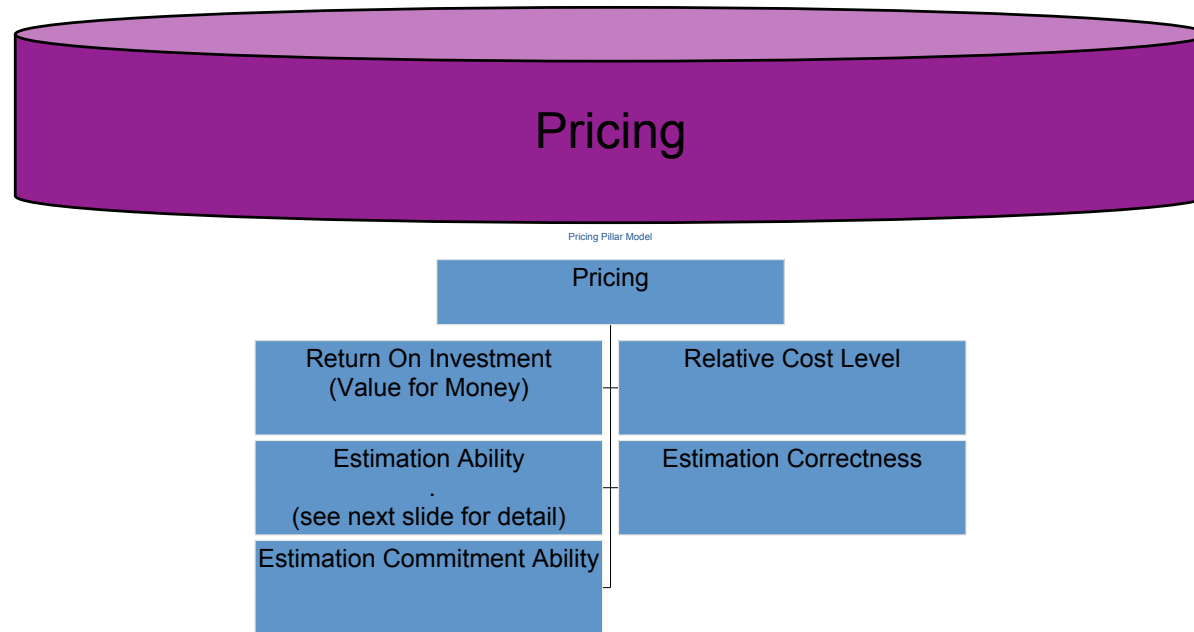 Pricing
Pricing Pillar Model
Pricing
Return On Investment
(Value for Money)
Relative Cost Level
Estimation Ability
.
(see next slide for detail)
Estimation Correctness
Estimation Commitment Ability